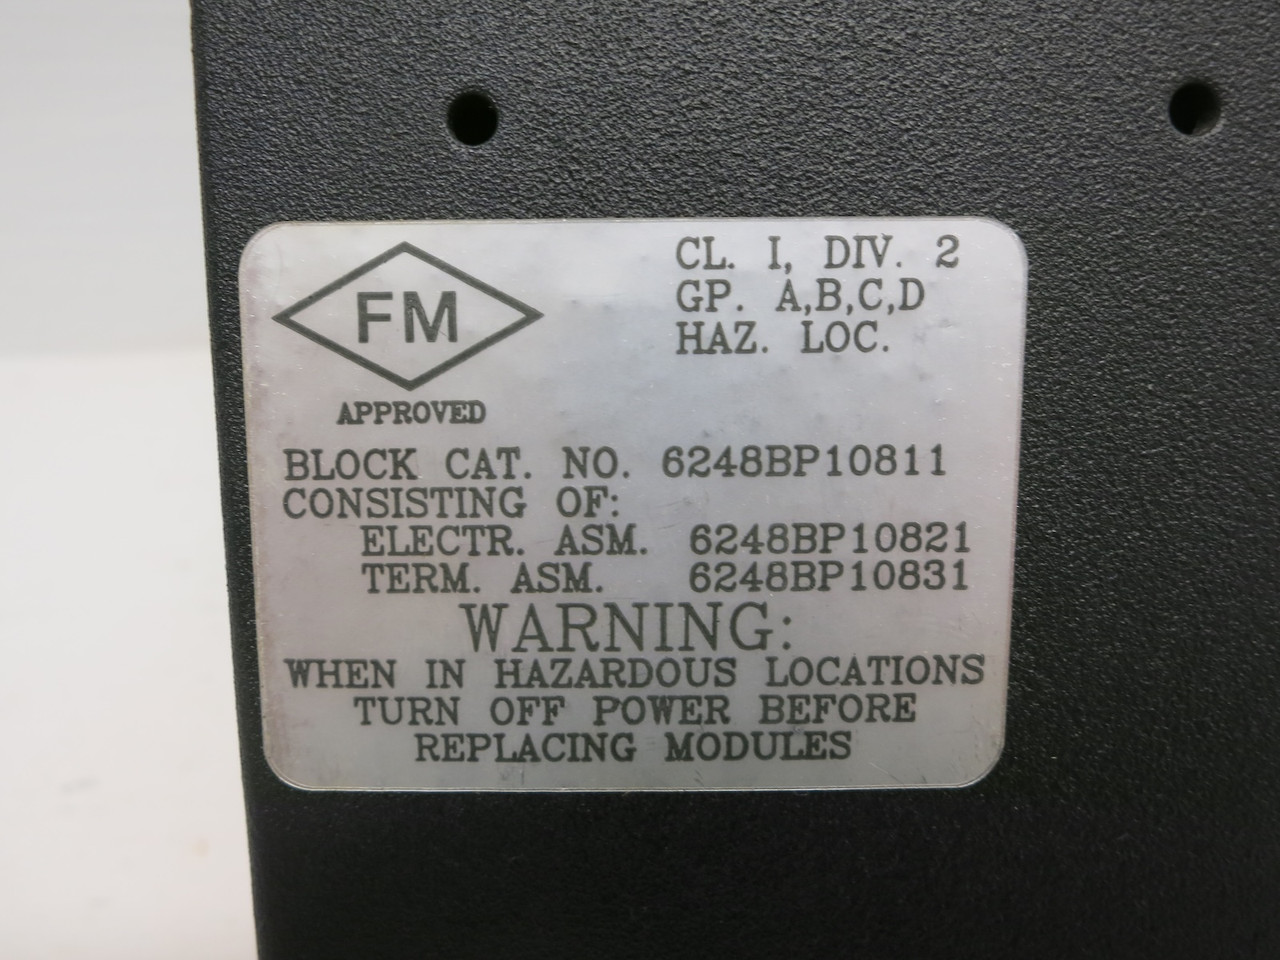 FM
APPROVED
CL. I, DIV. 2
GP. A,B,C,D
HAZ. LOC.
BLOCK CAT. NO. 6248BP10811
CONSISTING OF:
ELECTR. ASM. 6248BP10821
TERM. ASM. 6248BP10831
WARNING:
WHEN IN HAZARDOUS LOCATIONS
TURN OFF POWER BEFORE
REPLACING MODULES